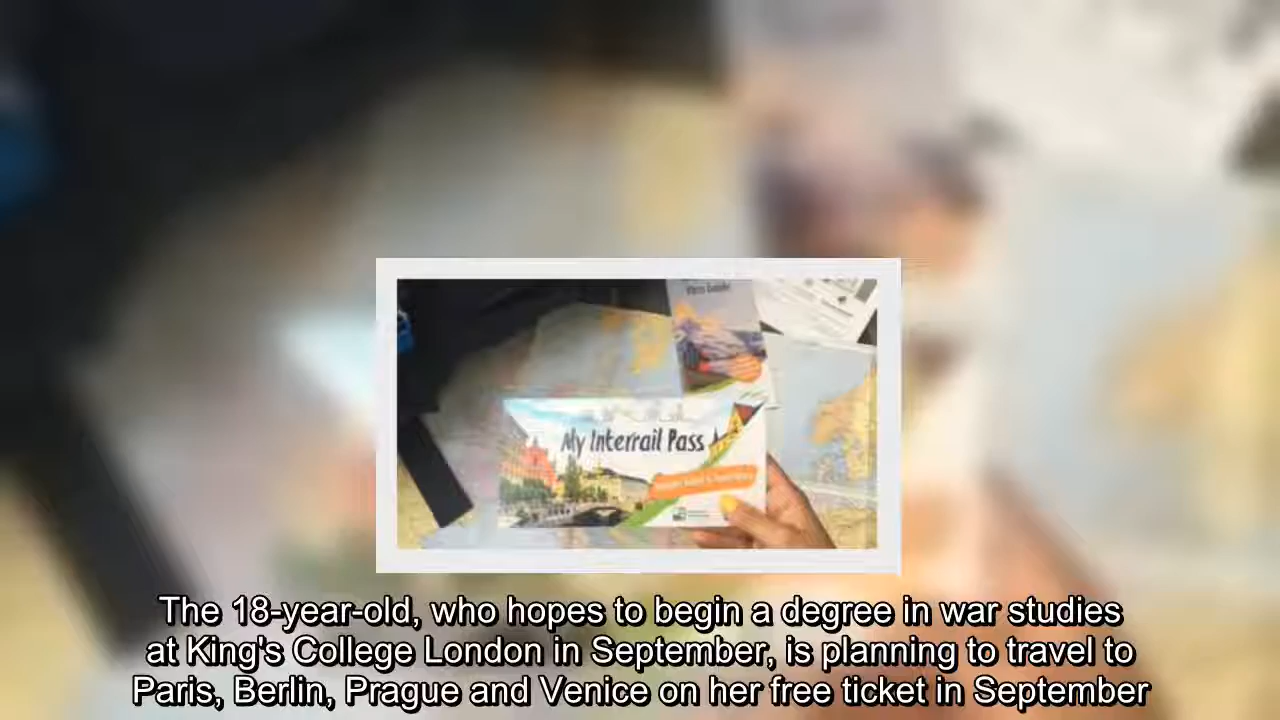 My Interrail Pass
The 18-year-old, who hopes to begin a degree in war studies
at King's College London in September, is planning to travel to
Paris, Berlin, Prague and Venice on her free ticket in September